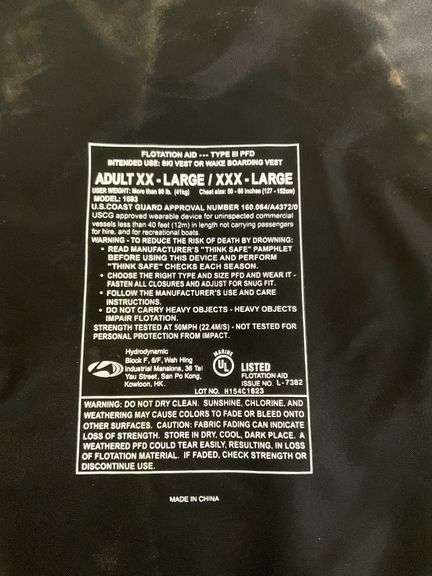 FLOTATION AID --- TYPE III PFD
INTENDED USE: SKI VEST OR WAKE BOARDING VEST
ADULT XX - LARGE / XXX - LARGE
USER WEIGHT: More than 90 lb. (41kg) Chest size: 50 - 60 inches (127 - 152cm)
MODEL: 1683
U.S.COAST GUARD APPROVAL NUMBER 160.064/A4372/0
USCG approved wearable device for uninspected commercial
vessels less than 40 feet (12m) in length not carrying passengers
for hire, and for recreational boats.
WARNING - TO REDUCE THE RISK OF DEATH BY DROWNING:
• READ MANUFACTURER'S "THINK SAFE" PAMPHLET
BEFORE USING THIS DEVICE AND PERFORM
"THINK SAFE" CHECKS EACH SEASON.
• CHOOSE THE RIGHT TYPE AND SIZE PFD AND WEAR IT -
FASTEN ALL CLOSURES AND ADJUST FOR SNUG FIT.
• FOLLOW THE MANUFACTURER'S USE AND CARE
INSTRUCTIONS.
• DO NOT CARRY HEAVY OBJECTS - HEAVY OBJECTS
IMPAIR FLOTATION.
STRENGTH TESTED AT 50MPH (22.4M/S) - NOT TESTED FOR
PERSONAL PROTECTION FROM IMPACT.
Hydrodynamic
Block F, 6/F, Wah Hing
Industrial Mansions, 36 Tai
Yau Street, San Po Kong,
Kowloon, HK.
MARINE
UL
LISTED
FLOTATION AID
ISSUE NO. L-7382
LOT NO. H154C1623
WARNING: DO NOT DRY CLEAN. SUNSHINE, CHLORINE, AND
WEATHERING MAY CAUSE COLORS TO FADE OR BLEED ONTO
OTHER SURFACES. CAUTION: FABRIC FADING CAN INDICATE
LOSS OF STRENGTH. STORE IN DRY, COOL, DARK PLACE. A
WEATHERED PFD COULD TEAR EASILY, RESULTING, IN LOSS
OF FLOTATION MATERIAL. IF FADED, CHECK STRENGTH OR
DISCONTINUE USE.
MADE IN CHINA